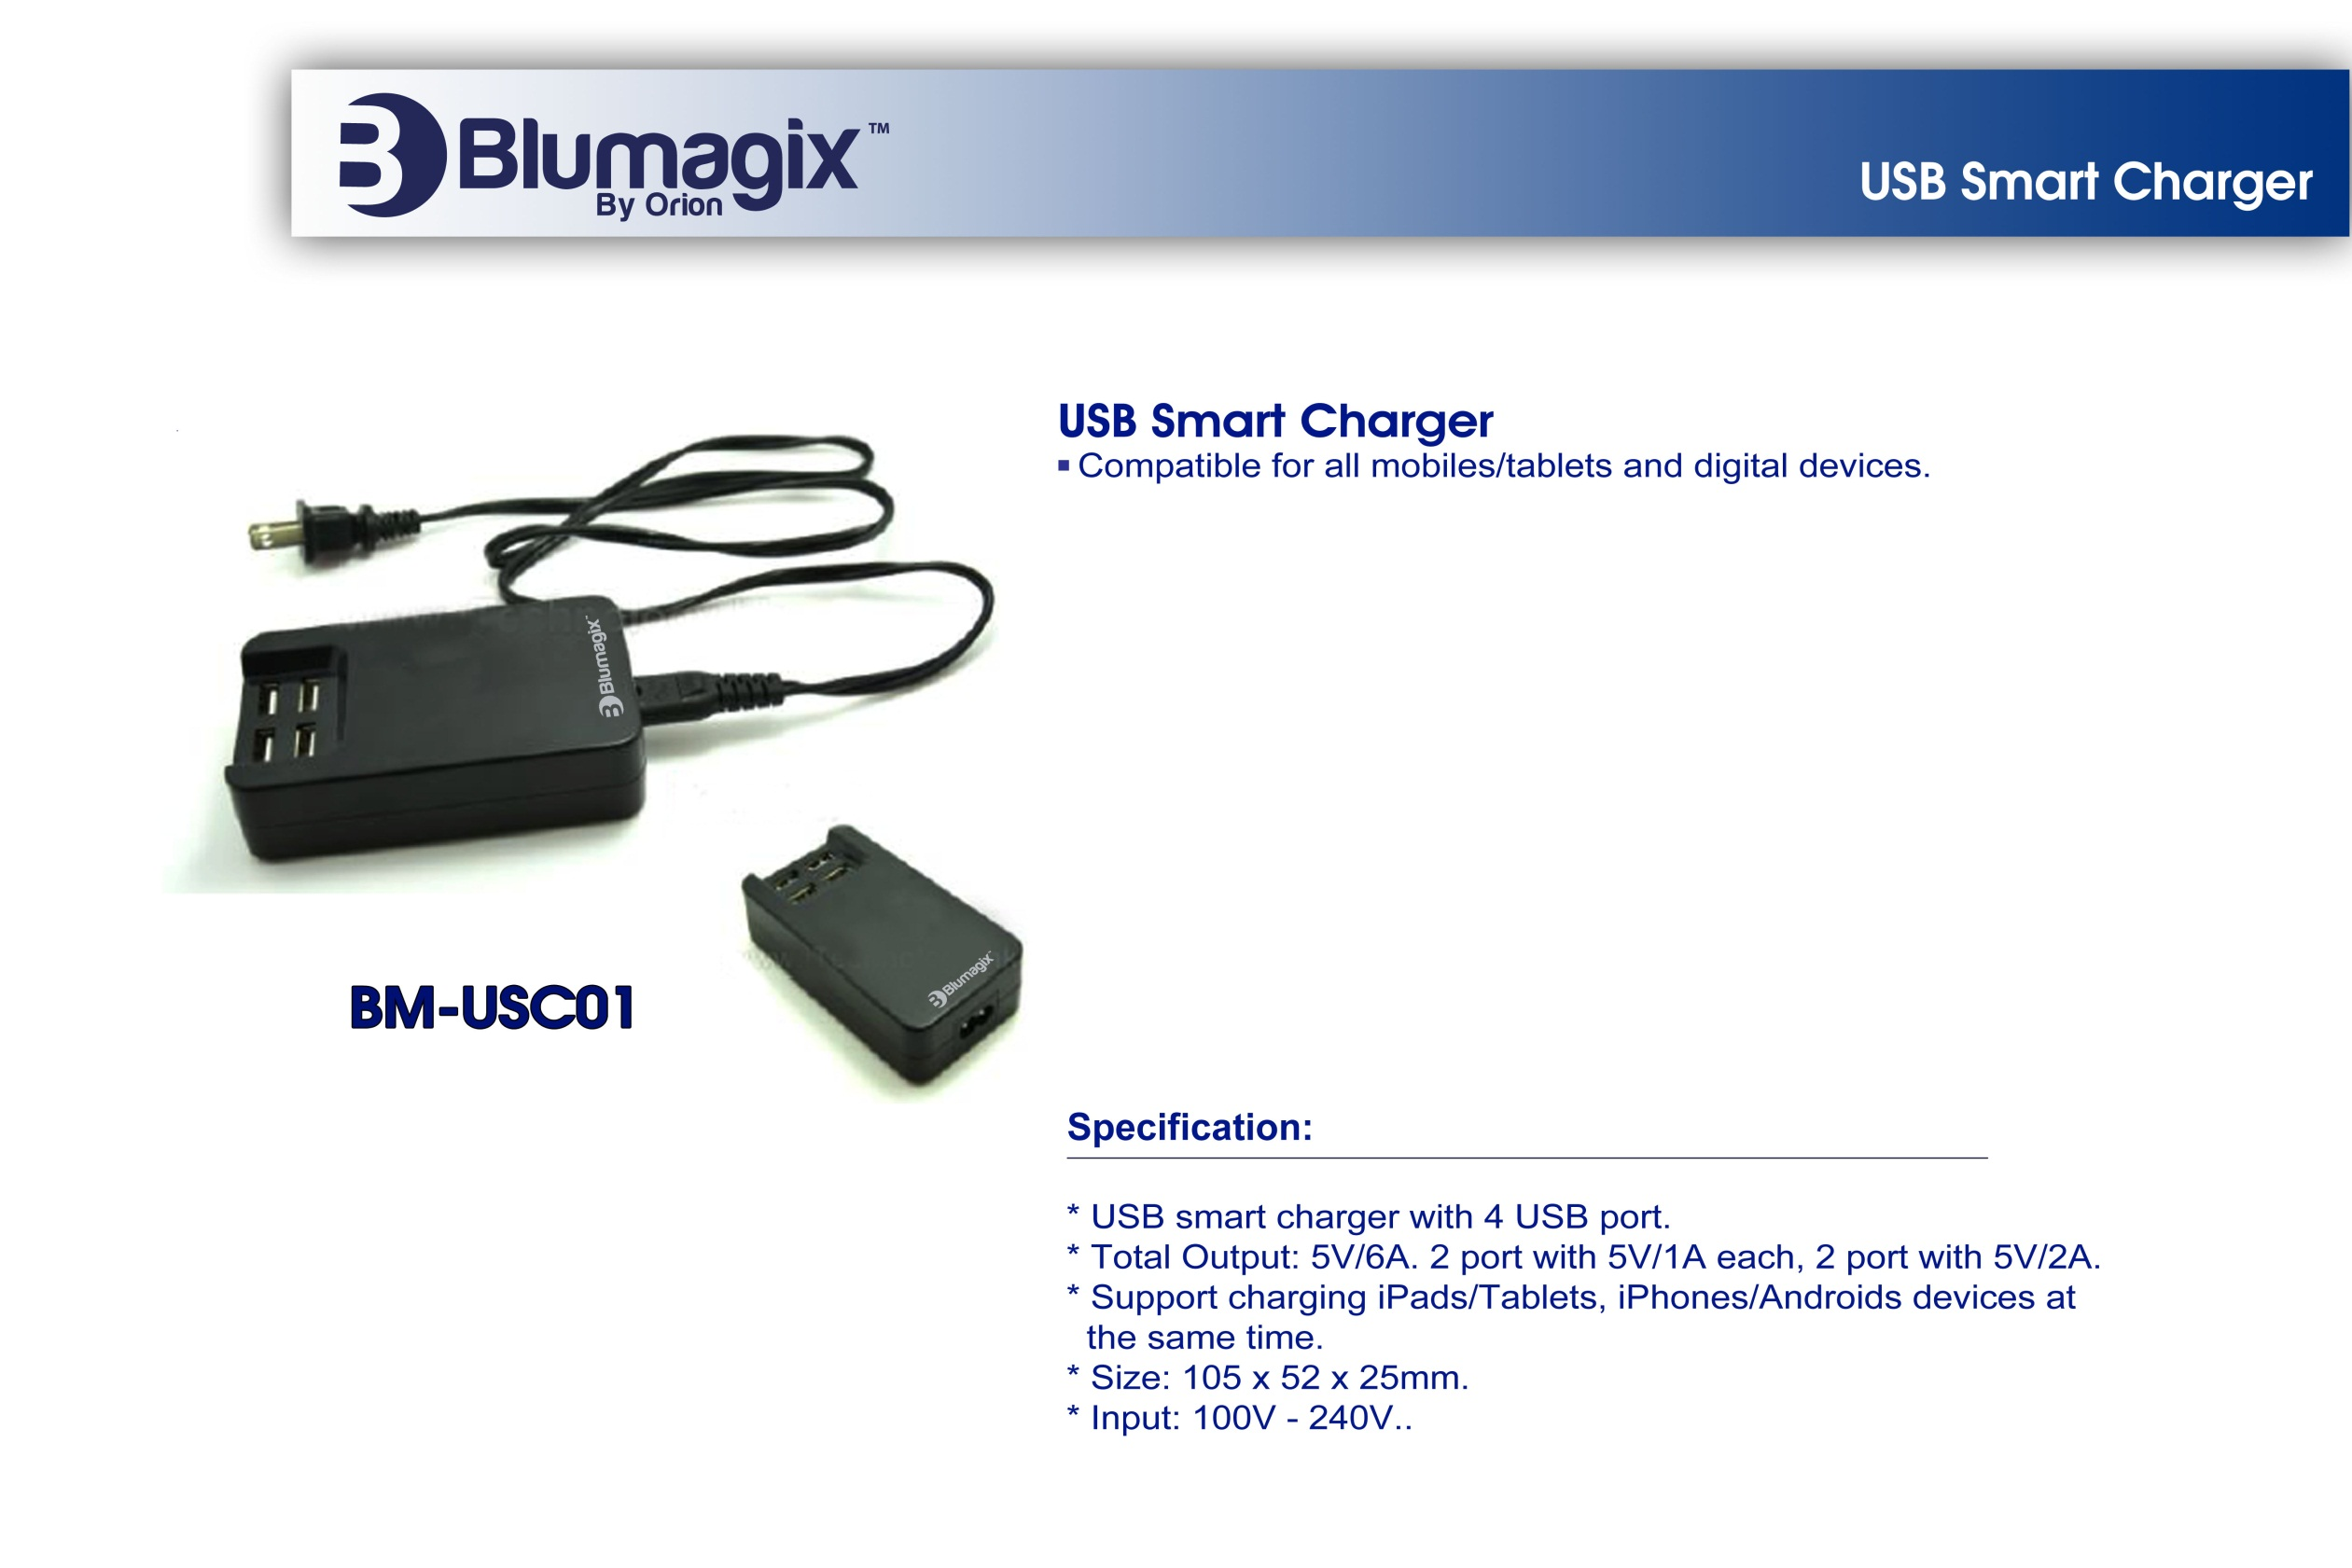 Blumagix™
By Orion
USB Smart Charger
USB Smart Charger
▪ Compatible for all mobiles/tablets and digital devices.
Blumagix
Blumagix
BM-USC01
Specification:
* USB smart charger with 4 USB port.
* Total Output: 5V/6A. 2 port with 5V/1A each, 2 port with 5V/2A.
* Support charging iPads/Tablets, iPhones/Androids devices at
the same time.
* Size: 105 x 52 x 25mm.
* Input: 100V - 240V..